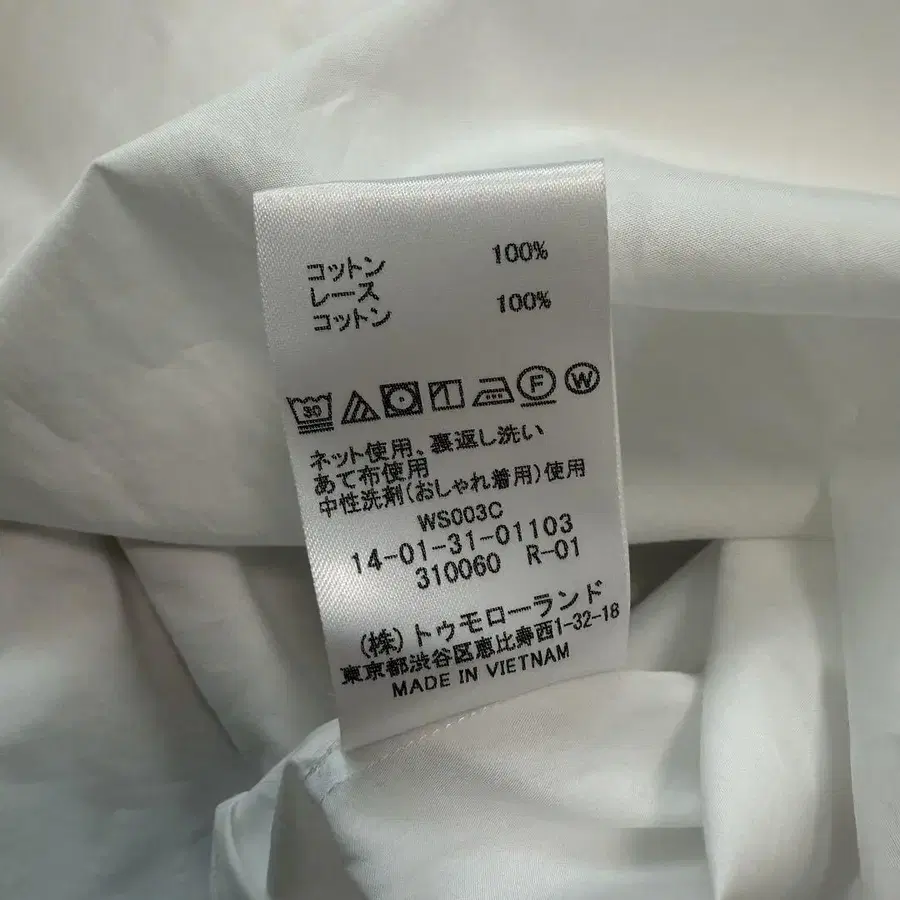 コットン 100%
レース
コットン 100%
30 F W
ネット使用、裏返し洗い
あて布使用
中性洗剤(おしゃれ着用)使用
WS003C
14-01-31-01103
310060 R-01
(株)トゥモローランド
東京都渋谷区恵比寿西1-32-18
MADE IN VIETNAM